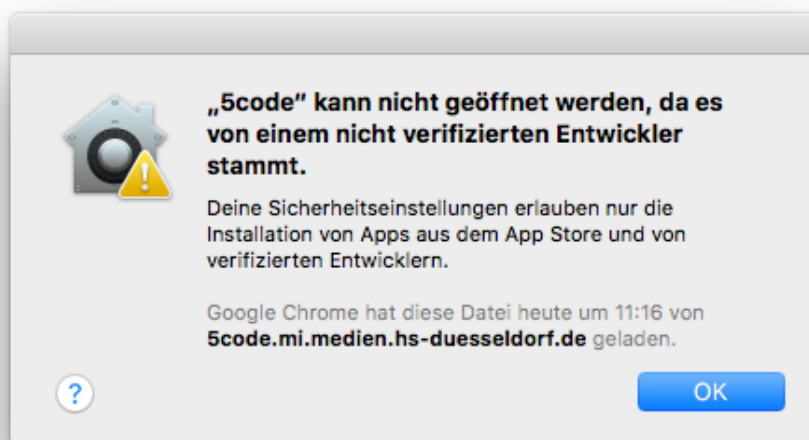 „5code“ kann nicht geöffnet werden, da es
von einem nicht verifizierten Entwickler
stammt.
Deine Sicherheitseinstellungen erlauben nur die
Installation von Apps aus dem App Store und von
verifizierten Entwicklern.
Google Chrome hat diese Datei heute um 11:16 von
5code.mi.medien.hs-duesseldorf.de geladen.
?
OK